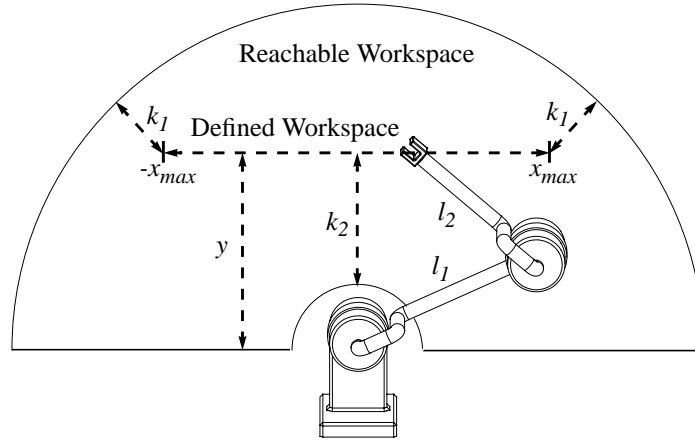 Reachable Workspace
k1
k1
Defined Workspace
-xmax
xmax
k2
l2
y
l1